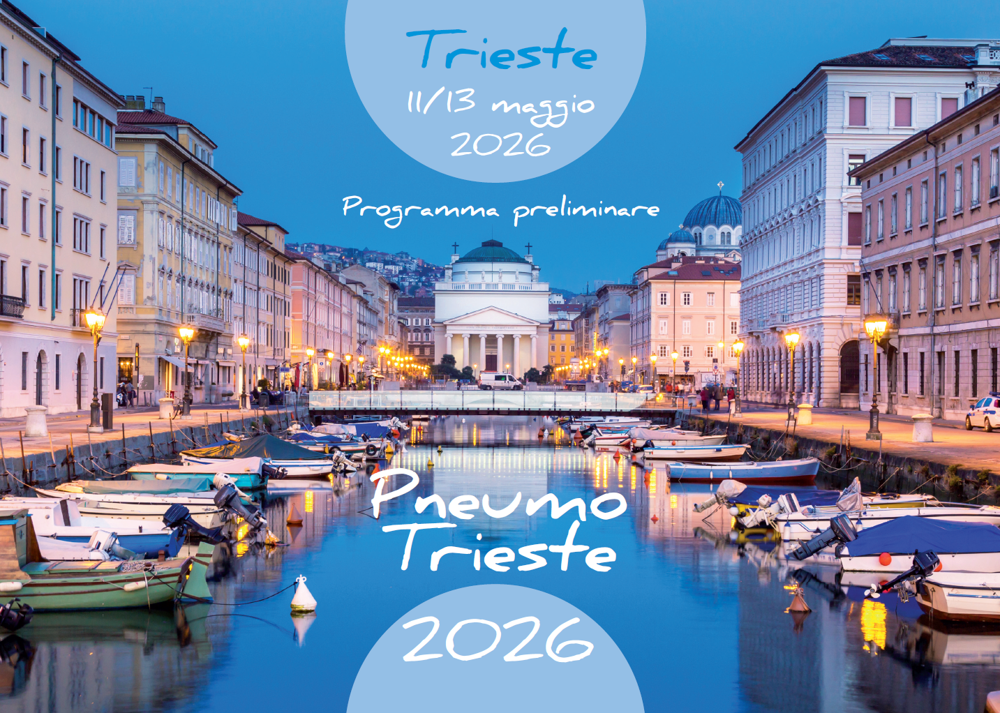 Trieste
11/13 maggio
2026
Programma preliminare
Pneumo
Trieste
2026